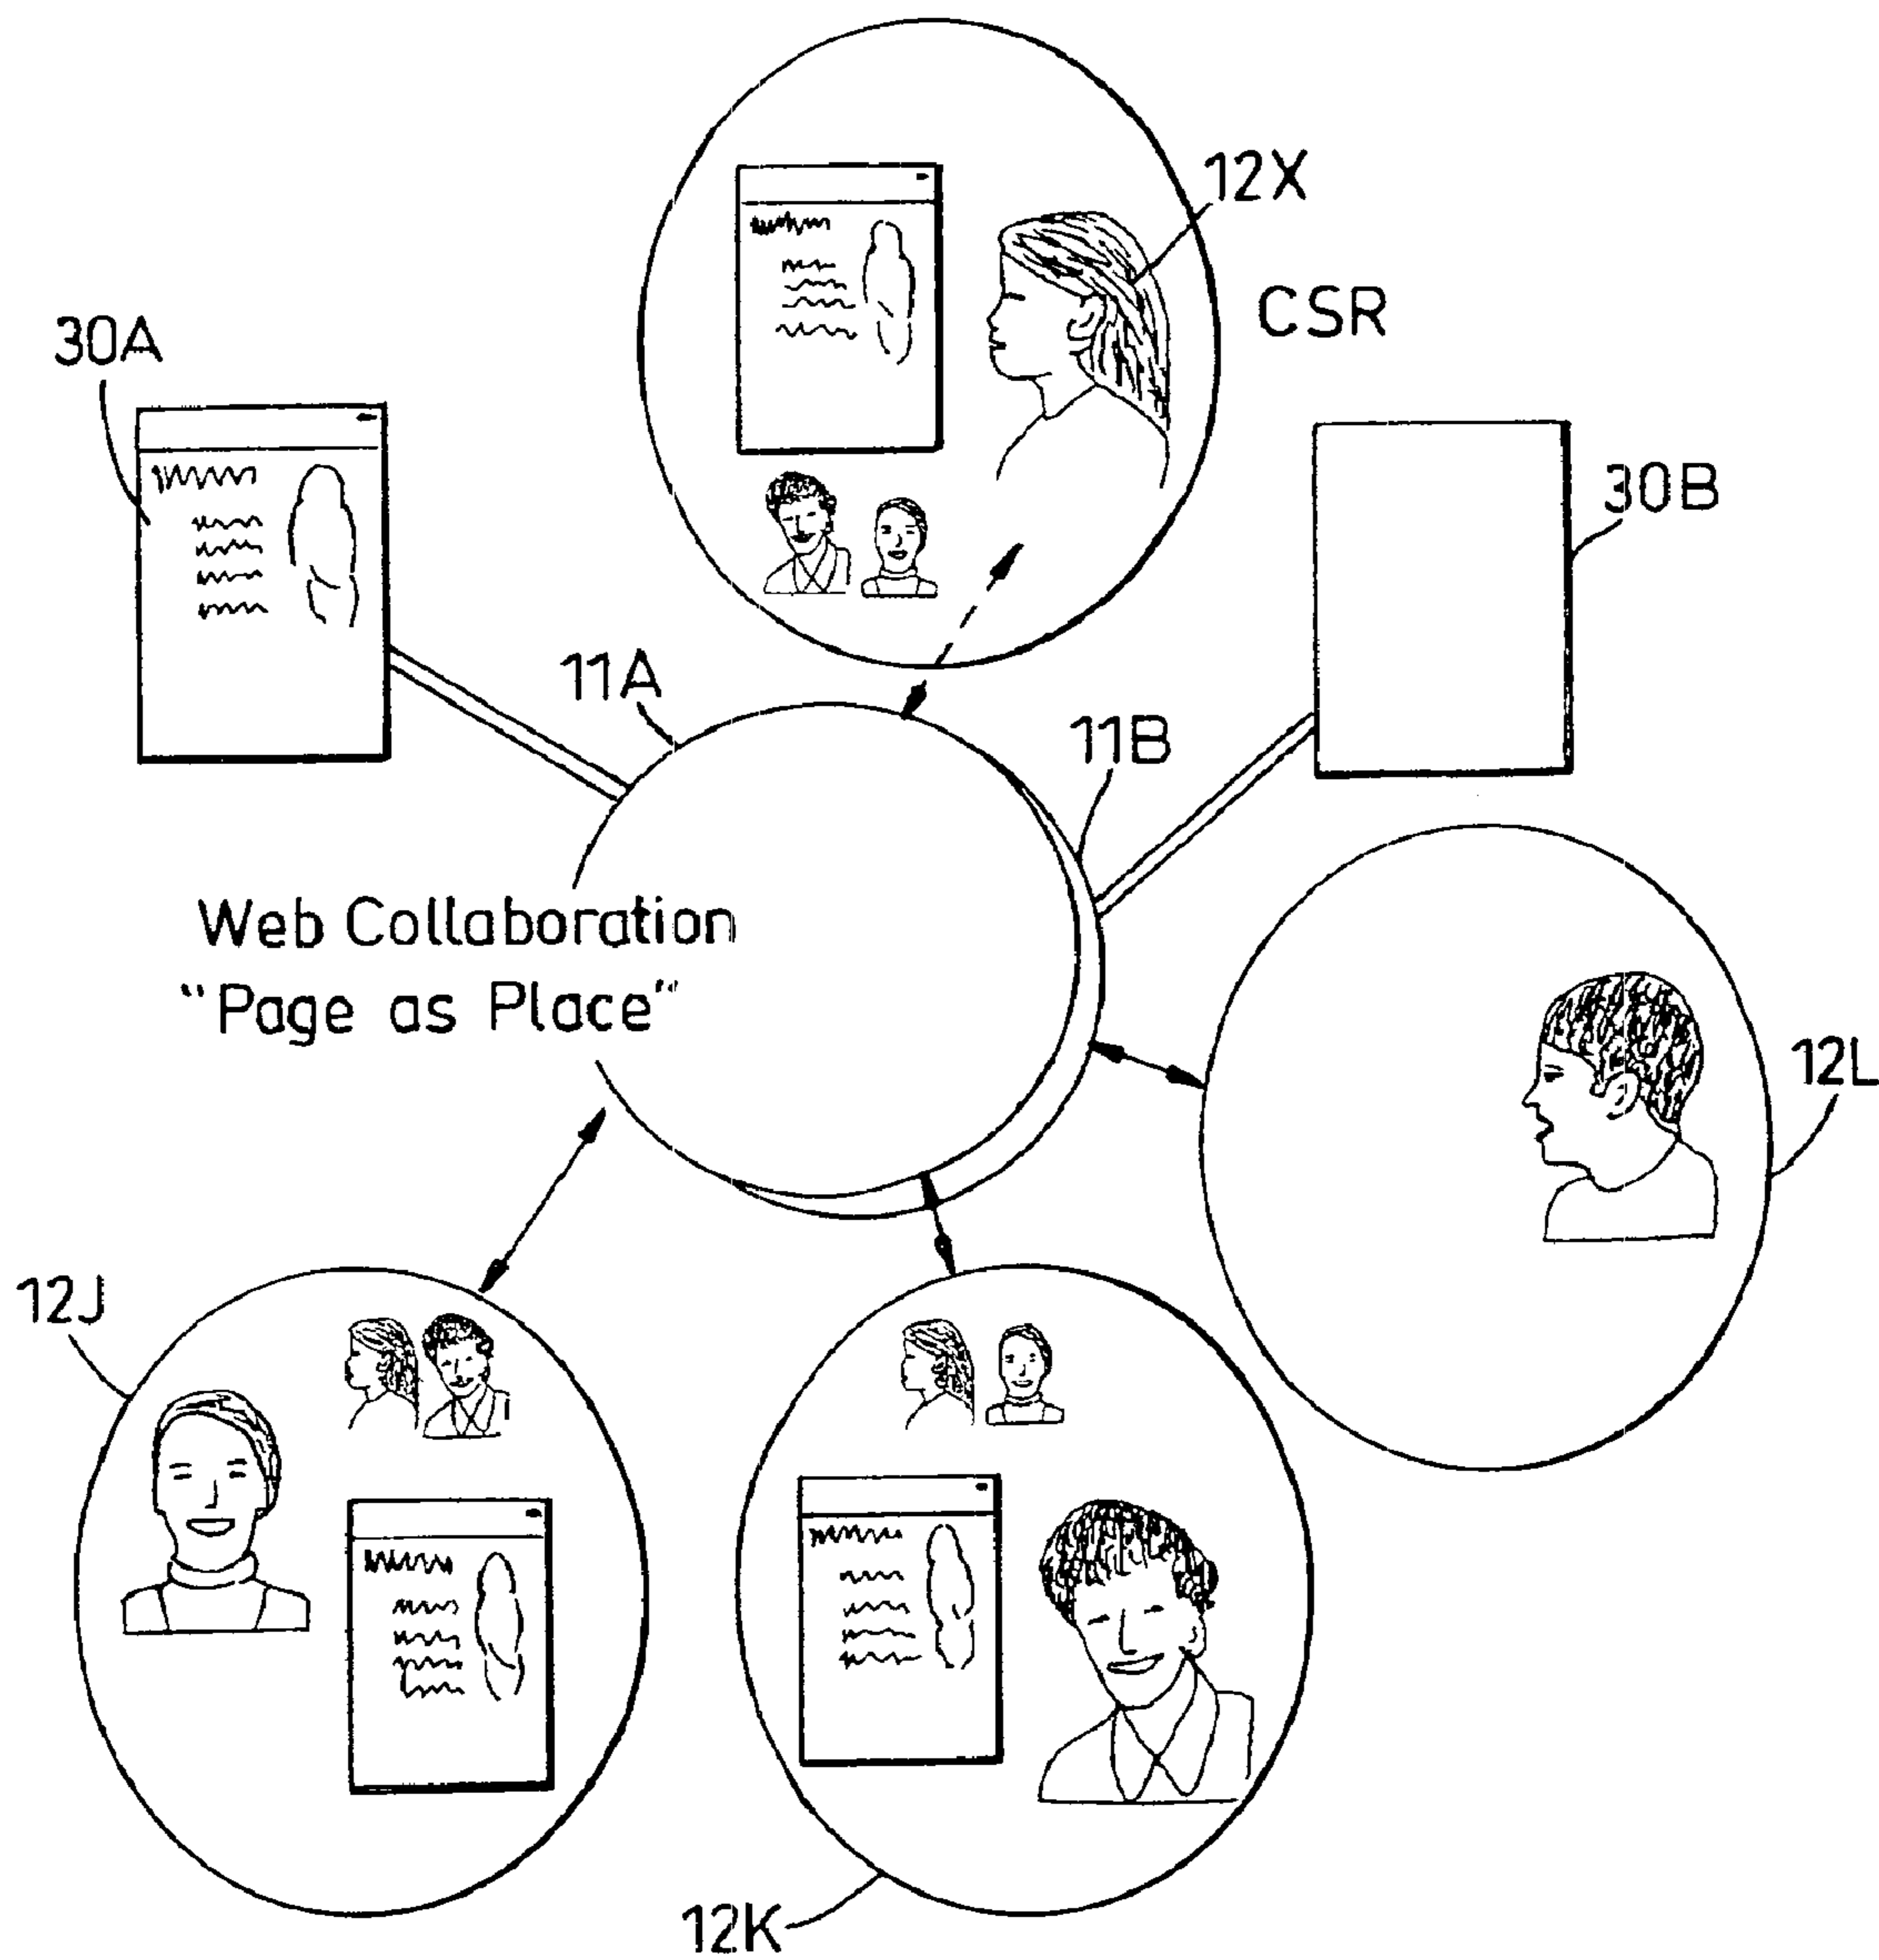 12X
CSR
30A
30B
11A
11B
Web Collaboration
"Page as Place"
12L
12J
12K